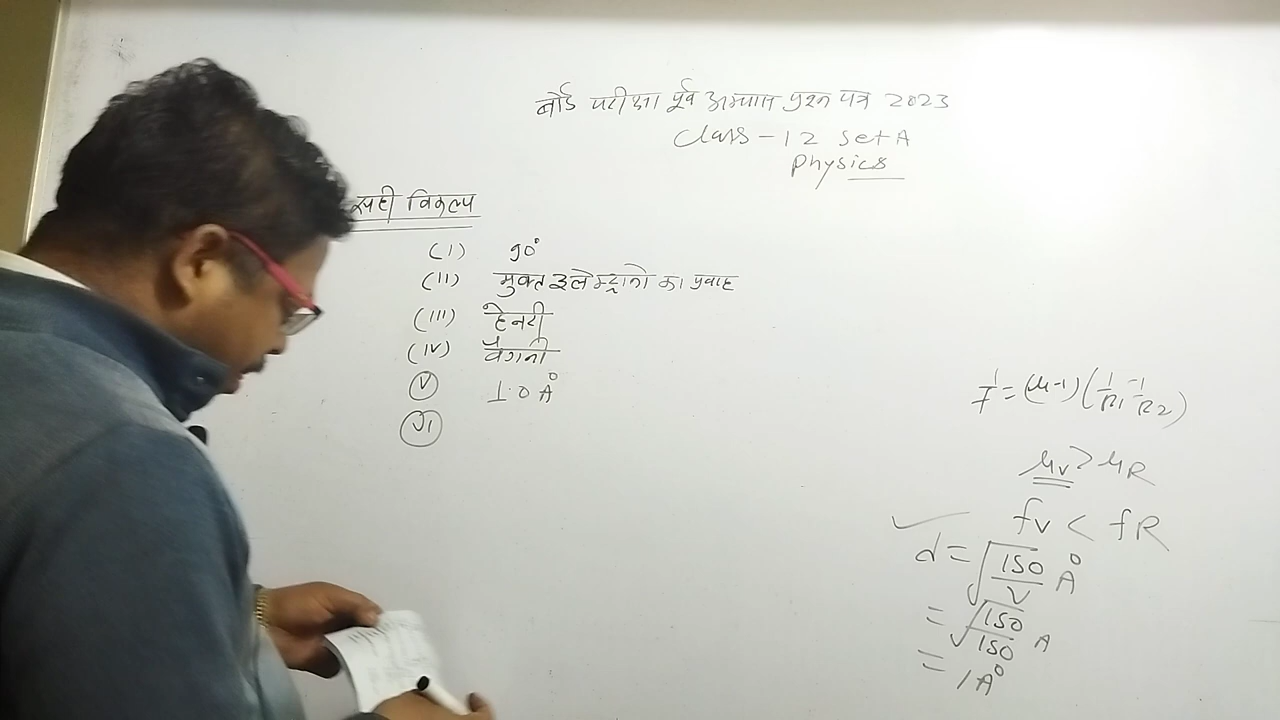 बोर्ड परीक्षा पूर्व अभ्यास प्रश्न पत्र 2023
Class - 12 Set A
Physics
सही विकल्प
(I) 90°
(II) मुक्त इलेक्ट्रानो का प्रवाह
(III) हेनरी
(IV) बैगनी
(V) 1.0 A°
(VI)
1/f = (μ-1)(1/R1 - 1/R2)
μv > μR
fv < fR
d = √(150/V) A°
= √(150/150) A
= 1A°